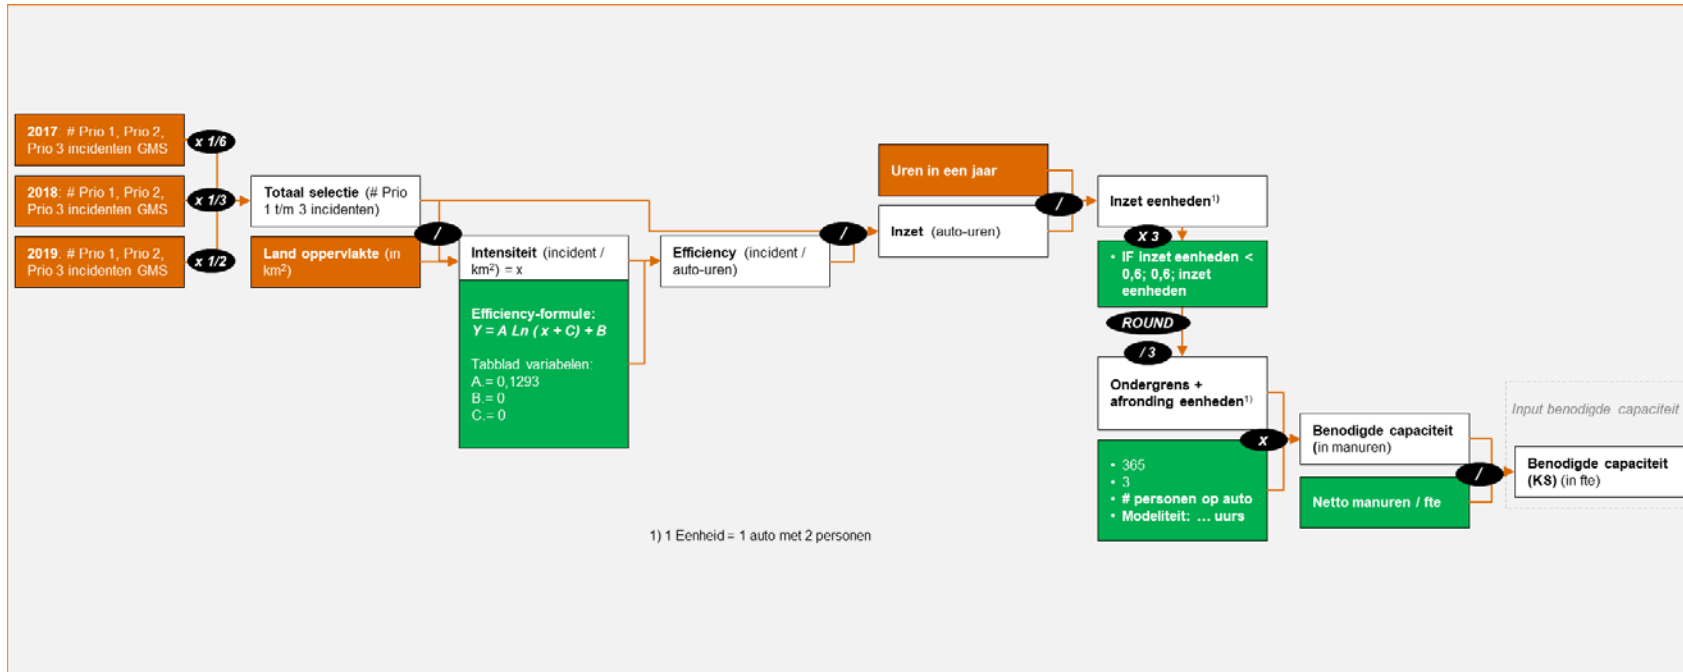 2017: # Prio 1, Prio 2,
Prio 3 incidenten GMS
x 1/6
2018: # Prio 1, Prio 2,
Prio 3 incidenten GMS
x 1/3
2019: # Prio 1, Prio 2,
Prio 3 incidenten GMS
x 1/2
Totaal selectie (# Prio
1 t/m 3 incidenten)
Land oppervlakte (in
km²)
/
Intensiteit (incident /
km²) = x
Efficiency-formule:
Y = A Ln ( x + C) + B
Tabblad variabelen:
A.= 0,1293
B.= 0
C.= 0
Efficiency (incident /
auto-uren)
/
Uren in een jaar
Inzet (auto-uren)
/
Inzet eenheden¹⁾
X 3
• IF inzet eenheden <
0,6; 0,6; inzet
eenheden
ROUND
/ 3
Ondergrens +
afronding eenheden¹⁾
x
• 365
• 3
• # personen op auto
• Modeliteit: ... uurs
Benodigde capaciteit
(in manuren)
Netto manuren / fte
/
Input benodigde capaciteit
Benodigde capaciteit
(KS) (in fte)
1) 1 Eenheid = 1 auto met 2 personen